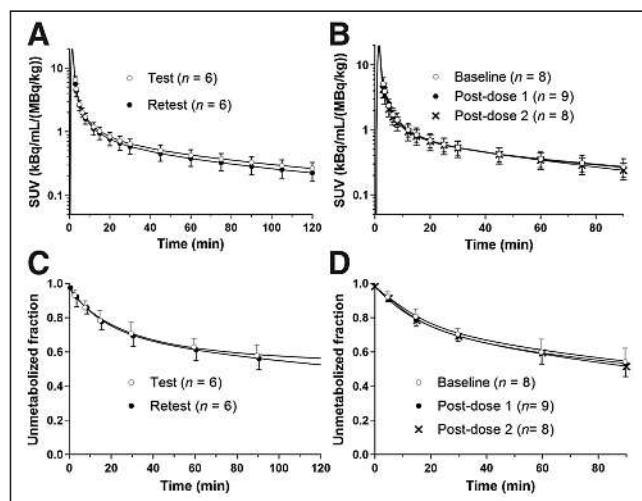 A
SUV (kBq/mL/(MBq/kg)
10
1
0.1
Test (n = 6)
Retest (n = 6)
0 20 40 60 80 100 120
Time (min)
B
SUV (kBq/mL/(MBq/kg)
10
1
0.1
Baseline (n = 8)
Post-dose 1 (n = 9)
Post-dose 2 (n = 8)
0 20 40 60 80
Time (min)
C
Unmetabolized fraction
1.0
0.8
0.6
0.4
0.2
0.0
Test (n = 6)
Retest (n = 6)
0 20 40 60 80 100 120
Time (min)
D
Unmetabolized fraction
1.0
0.8
0.6
0.4
0.2
0.0
Baseline (n = 8)
Post-dose 1 (n= 9)
Post-dose 2 (n= 8)
0 20 40 60 80
Time (min)